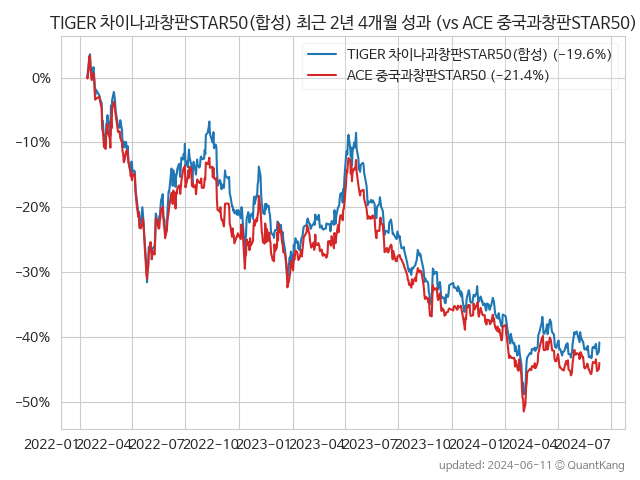 TIGER 차이나과창판STAR50(합성) 최근 2년 4개월 성과 (vs ACE 중국과창판STAR50)
TIGER 차이나과창판STAR50(합성) (−19.6%)
ACE 중국과창판STAR50 (−21.4%)
0%
−10%
−20%
−30%
−40%
−50%
2022-01 2022-04 2022-07 2022-10 2023-01 2023-04 2023-07 2023-10 2024-01 2024-04 2024-07
updated: 2024-06-11 © QuantKang